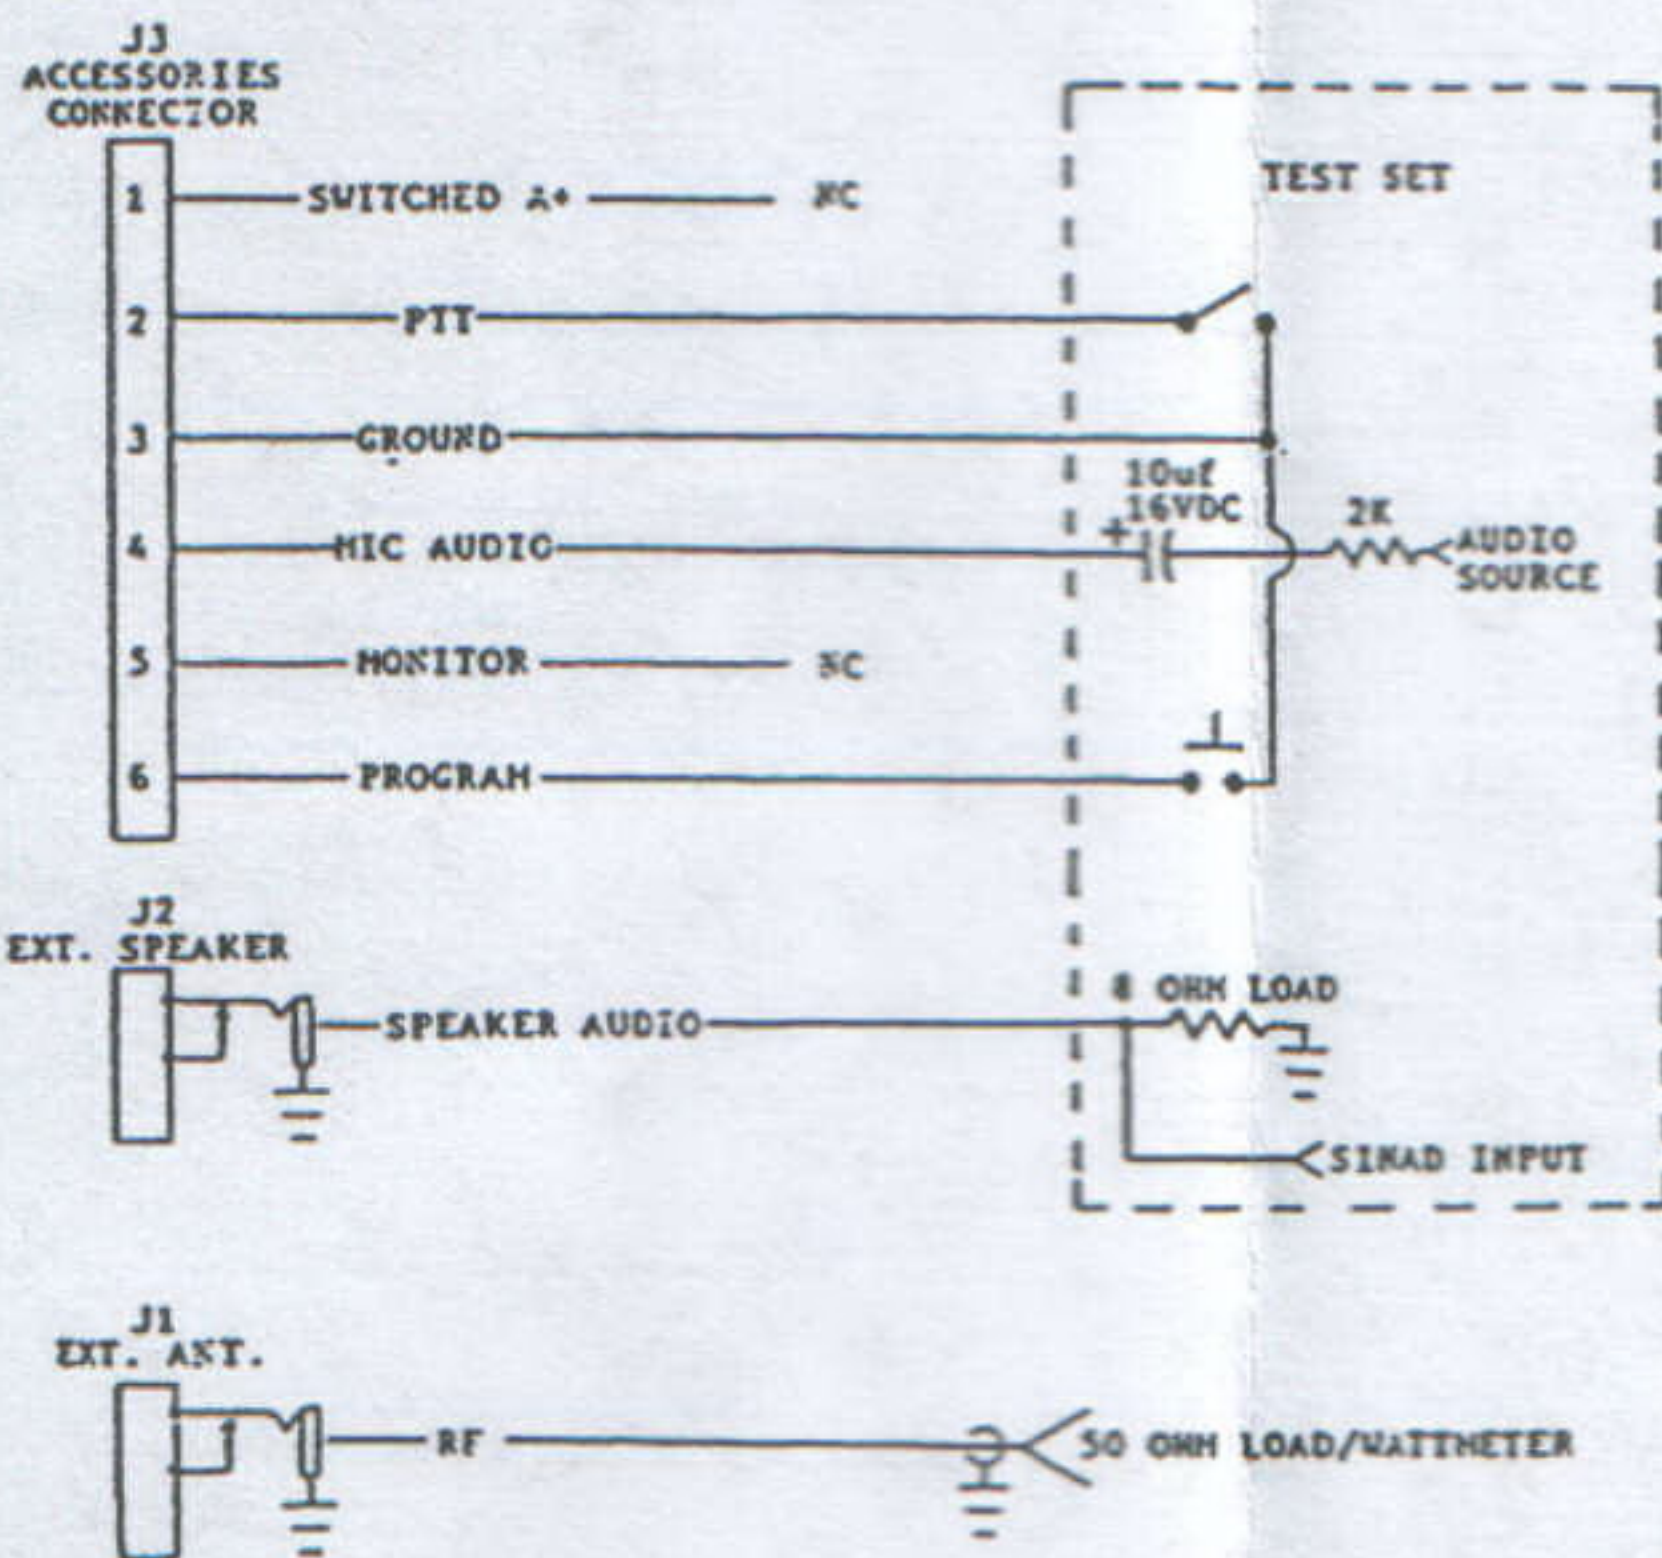 J3
ACCESSORIES
CONNECTOR
TEST SET
1 SWITCHED A+ NC
2 PTT
3 GROUND
10uf
16VDC
+
2K
4 MIC AUDIO
AUDIO
SOURCE
5 MONITOR NC
6 PROGRAM
J2
EXT. SPEAKER
8 OHM LOAD
SPEAKER AUDIO
SINAD INPUT
J1
EXT. ANT.
RF
50 OHM LOAD/WATTMETER